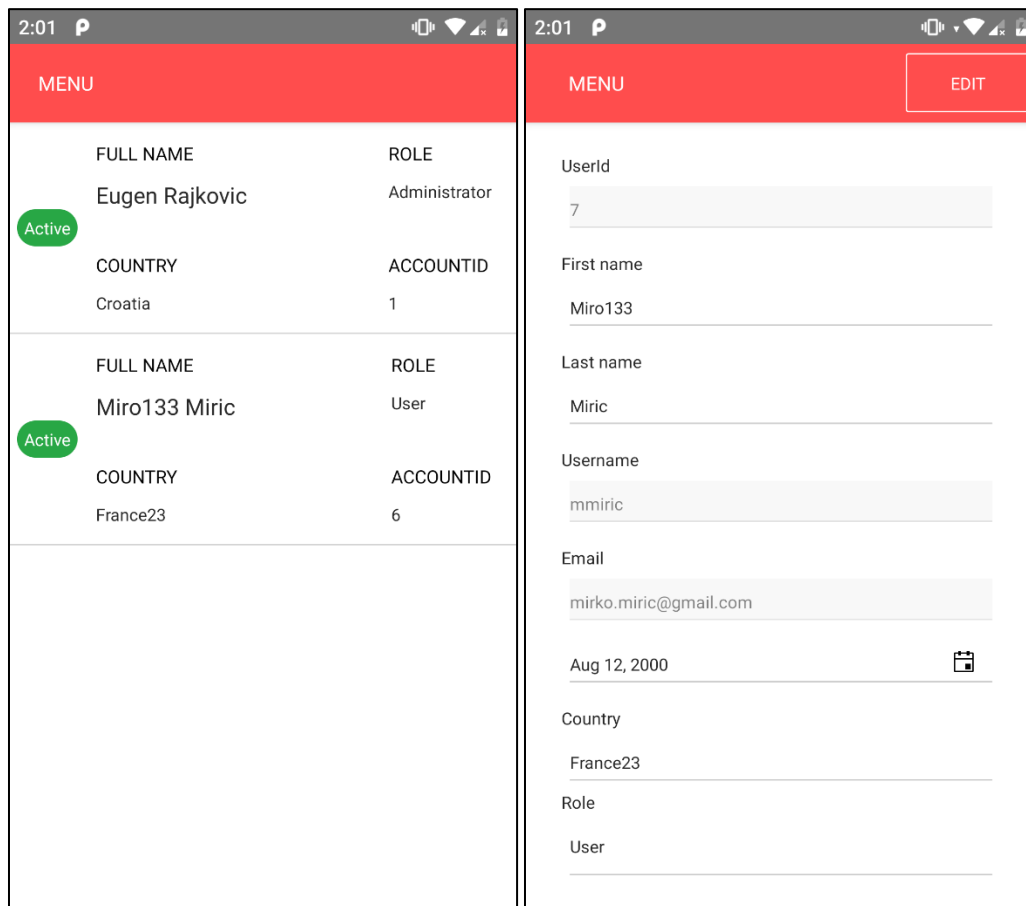 2:01
MENU
FULL NAME ROLE
Eugen Rajkovic Administrator
Active
COUNTRY ACCOUNTID
Croatia 1
FULL NAME ROLE
Miro133 Miric User
Active
COUNTRY ACCOUNTID
France23 6
2:01
MENU EDIT
UserId
7
First name
Miro133
Last name
Miric
Username
mmiric
Email
mirko.miric@gmail.com
Aug 12, 2000
Country
France23
Role
User